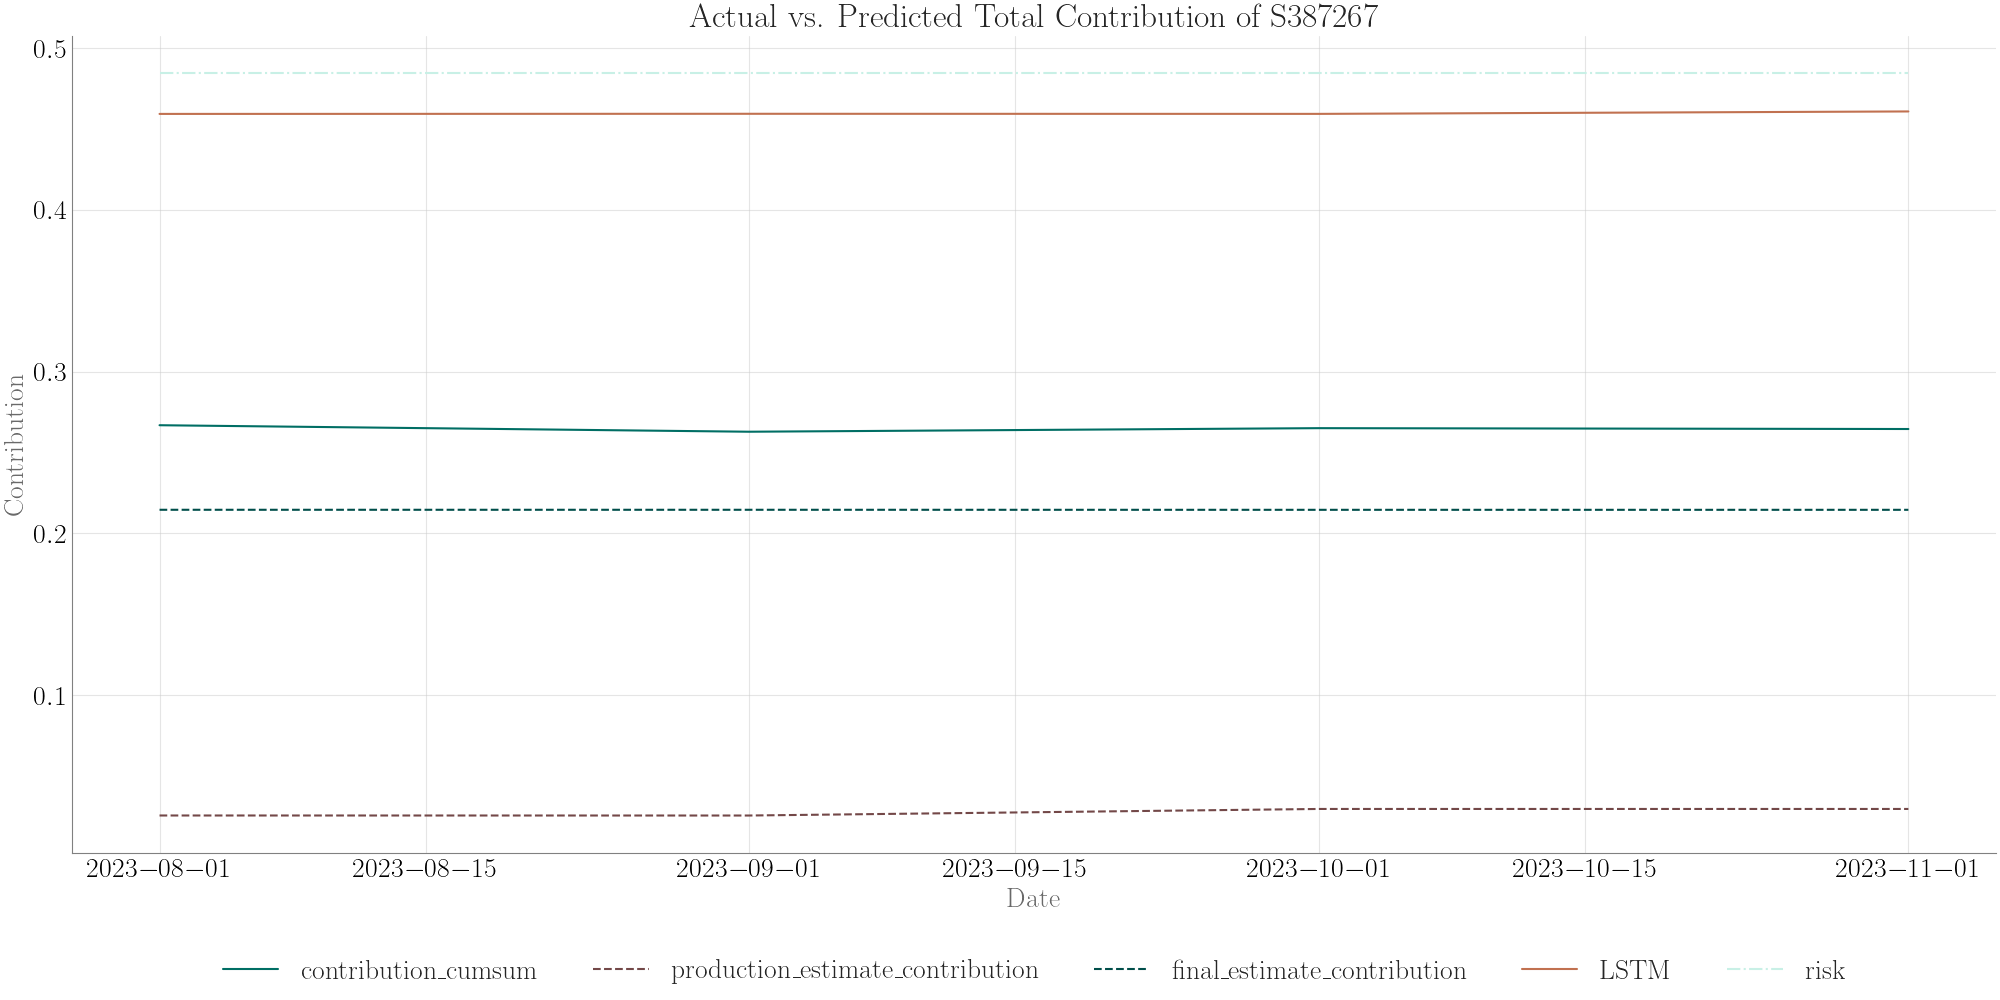 Actual vs. Predicted Total Contribution of S387267
0.5
0.4
0.3
0.2
0.1
Contribution
2023−08−01 2023−08−15 2023−09−01 2023−09−15 2023−10−01 2023−10−15 2023−11−01
Date
contribution_cumsum production_estimate_contribution final_estimate_contribution LSTM risk